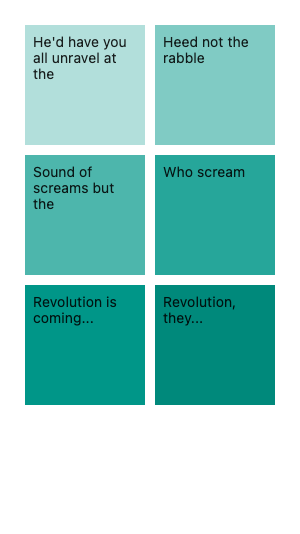 He'd have you
all unravel at
the
Heed not the
rabble
Sound of
screams but
the
Who scream
Revolution is
coming...
Revolution,
they...